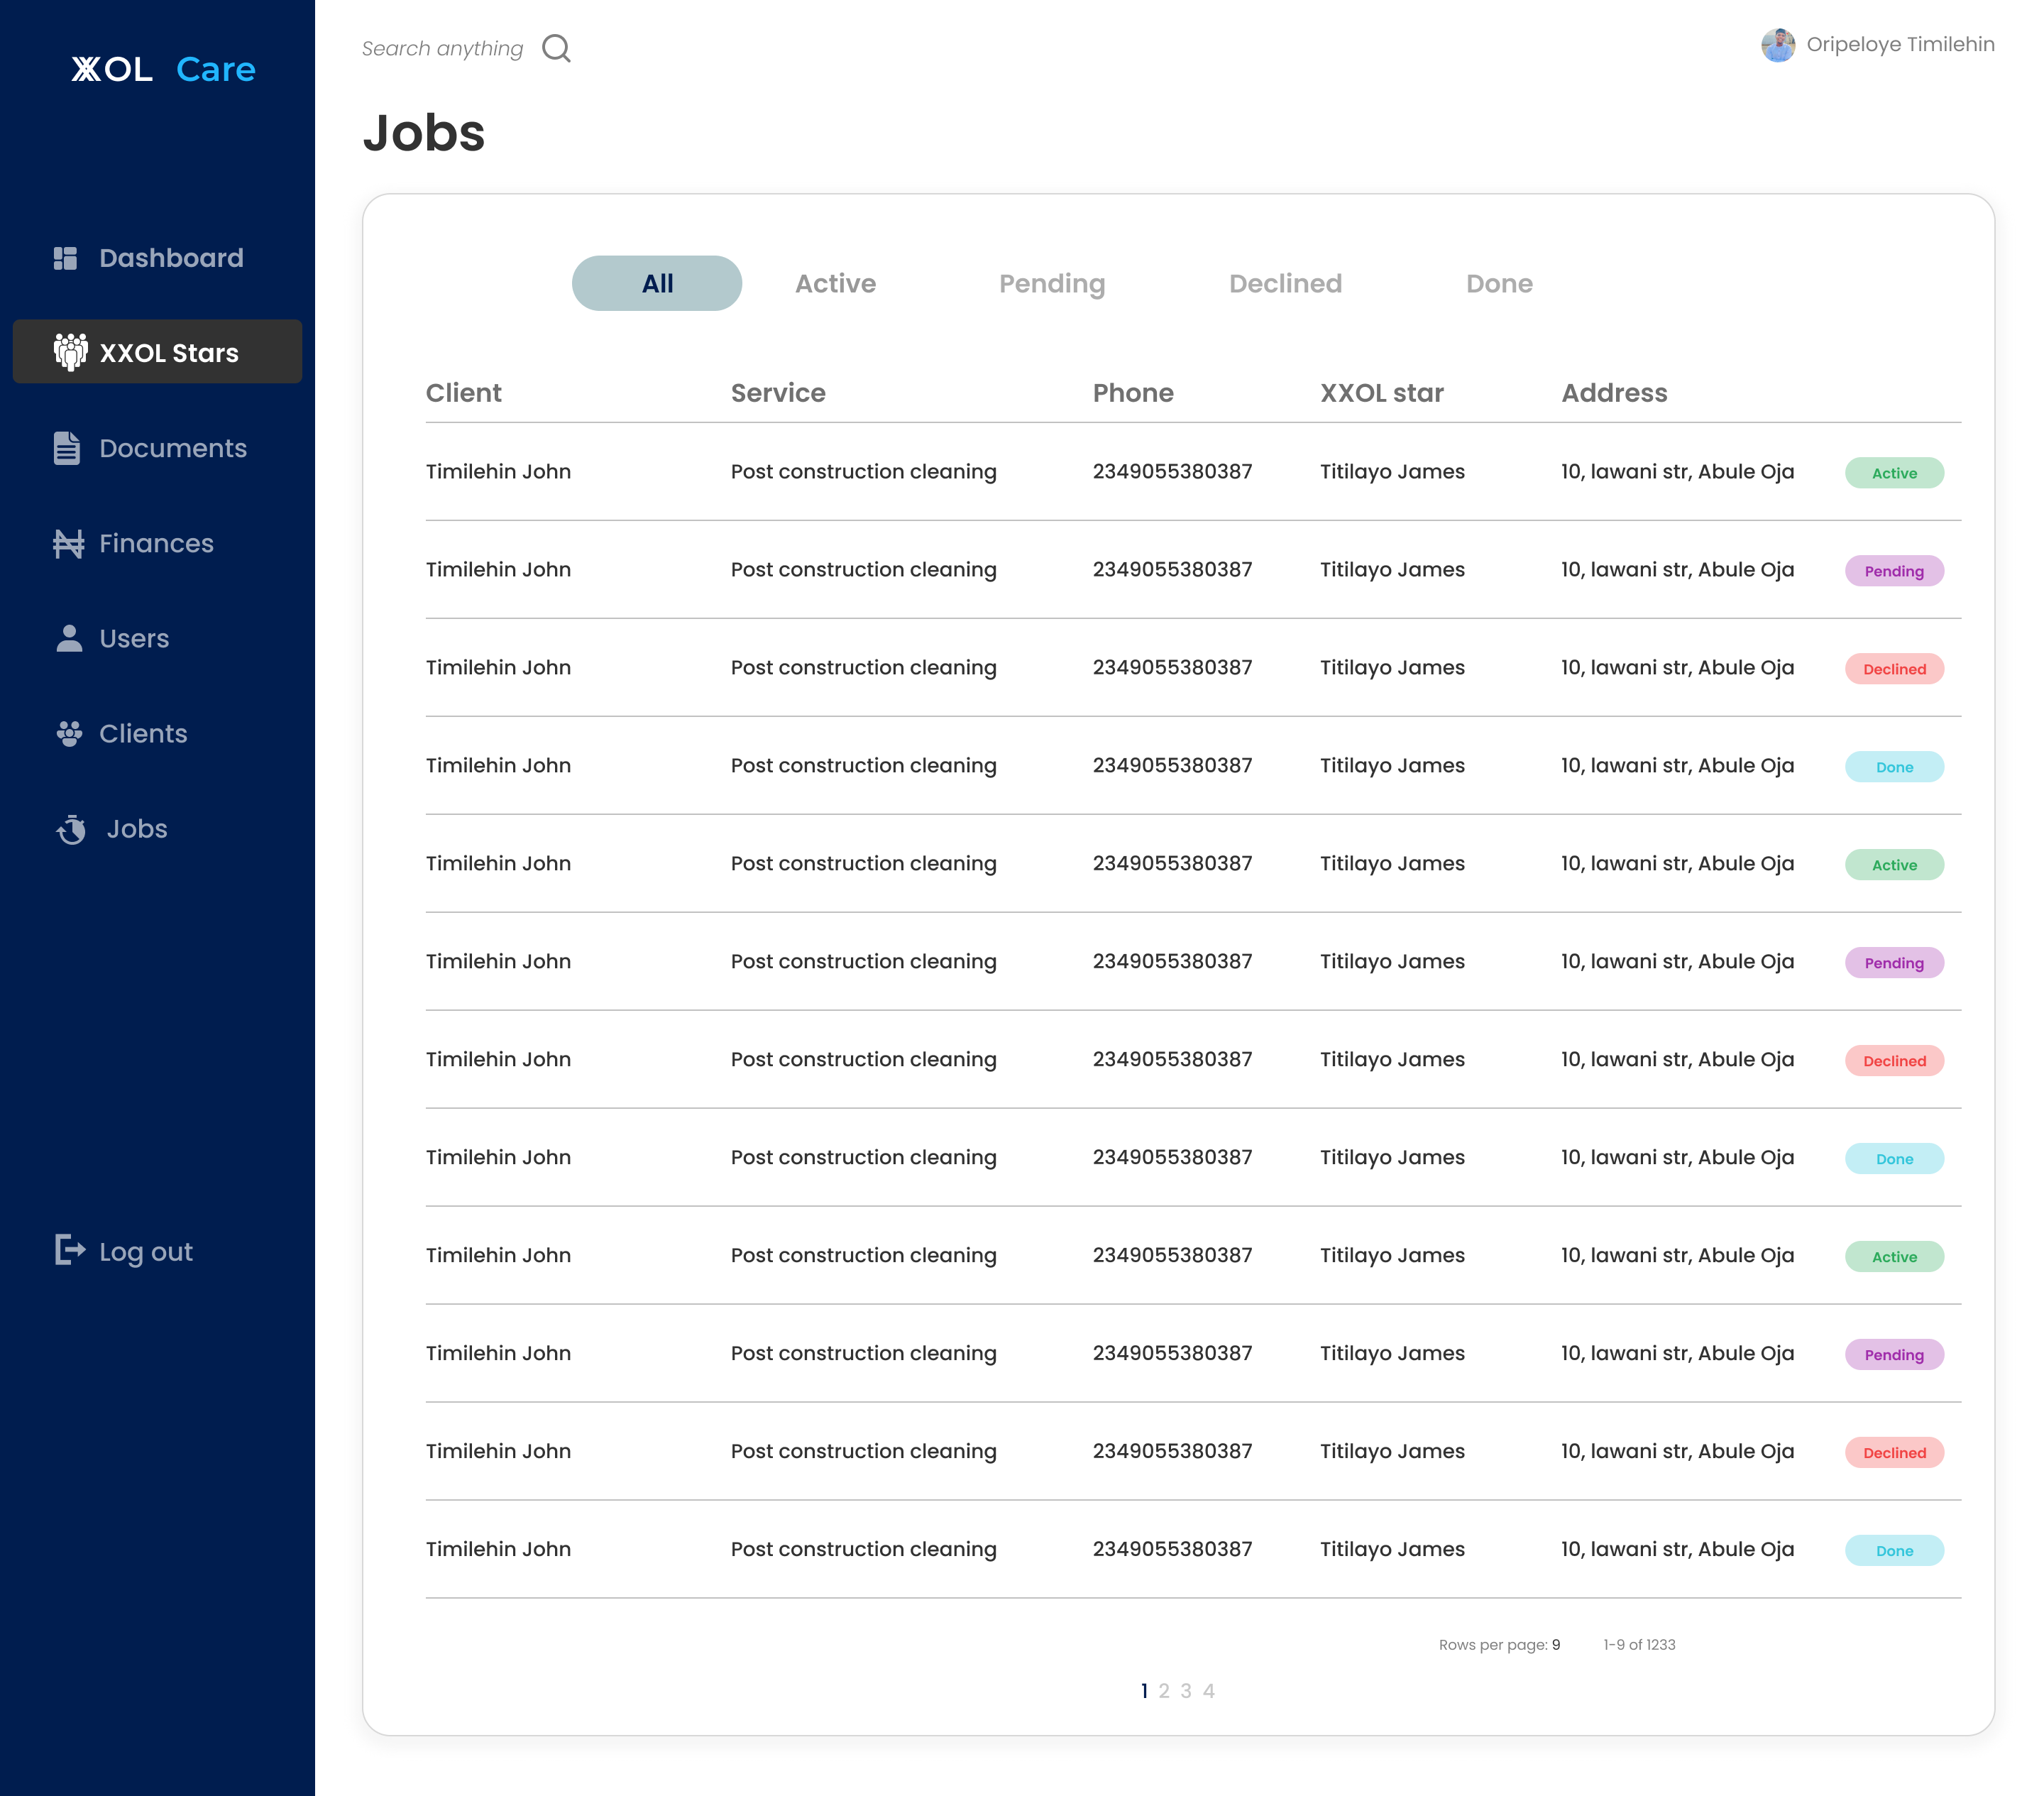 XXOL Care
Dashboard
XXOL Stars
Documents
Finances
Users
Clients
Jobs
Log out
Search anything
Oripeloye Timilehin
Jobs
All Active Pending Declined Done
Client Service Phone XXOL star Address
Timilehin John Post construction cleaning 2349055380387 Titilayo James 10, lawani str, Abule Oja Active
Timilehin John Post construction cleaning 2349055380387 Titilayo James 10, lawani str, Abule Oja Pending
Timilehin John Post construction cleaning 2349055380387 Titilayo James 10, lawani str, Abule Oja Declined
Timilehin John Post construction cleaning 2349055380387 Titilayo James 10, lawani str, Abule Oja Done
Timilehin John Post construction cleaning 2349055380387 Titilayo James 10, lawani str, Abule Oja Active
Timilehin John Post construction cleaning 2349055380387 Titilayo James 10, lawani str, Abule Oja Pending
Timilehin John Post construction cleaning 2349055380387 Titilayo James 10, lawani str, Abule Oja Declined
Timilehin John Post construction cleaning 2349055380387 Titilayo James 10, lawani str, Abule Oja Done
Timilehin John Post construction cleaning 2349055380387 Titilayo James 10, lawani str, Abule Oja Active
Timilehin John Post construction cleaning 2349055380387 Titilayo James 10, lawani str, Abule Oja Pending
Timilehin John Post construction cleaning 2349055380387 Titilayo James 10, lawani str, Abule Oja Declined
Timilehin John Post construction cleaning 2349055380387 Titilayo James 10, lawani str, Abule Oja Done
Rows per page: 9 1-9 of 1233
1 2 3 4